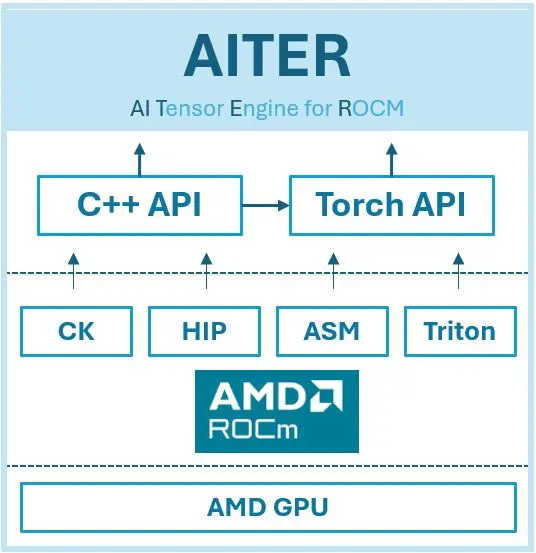 AITER
AI Tensor Engine for ROCM
C++ API
Torch API
CK
HIP
ASM
Triton
AMD
ROCm
AMD GPU